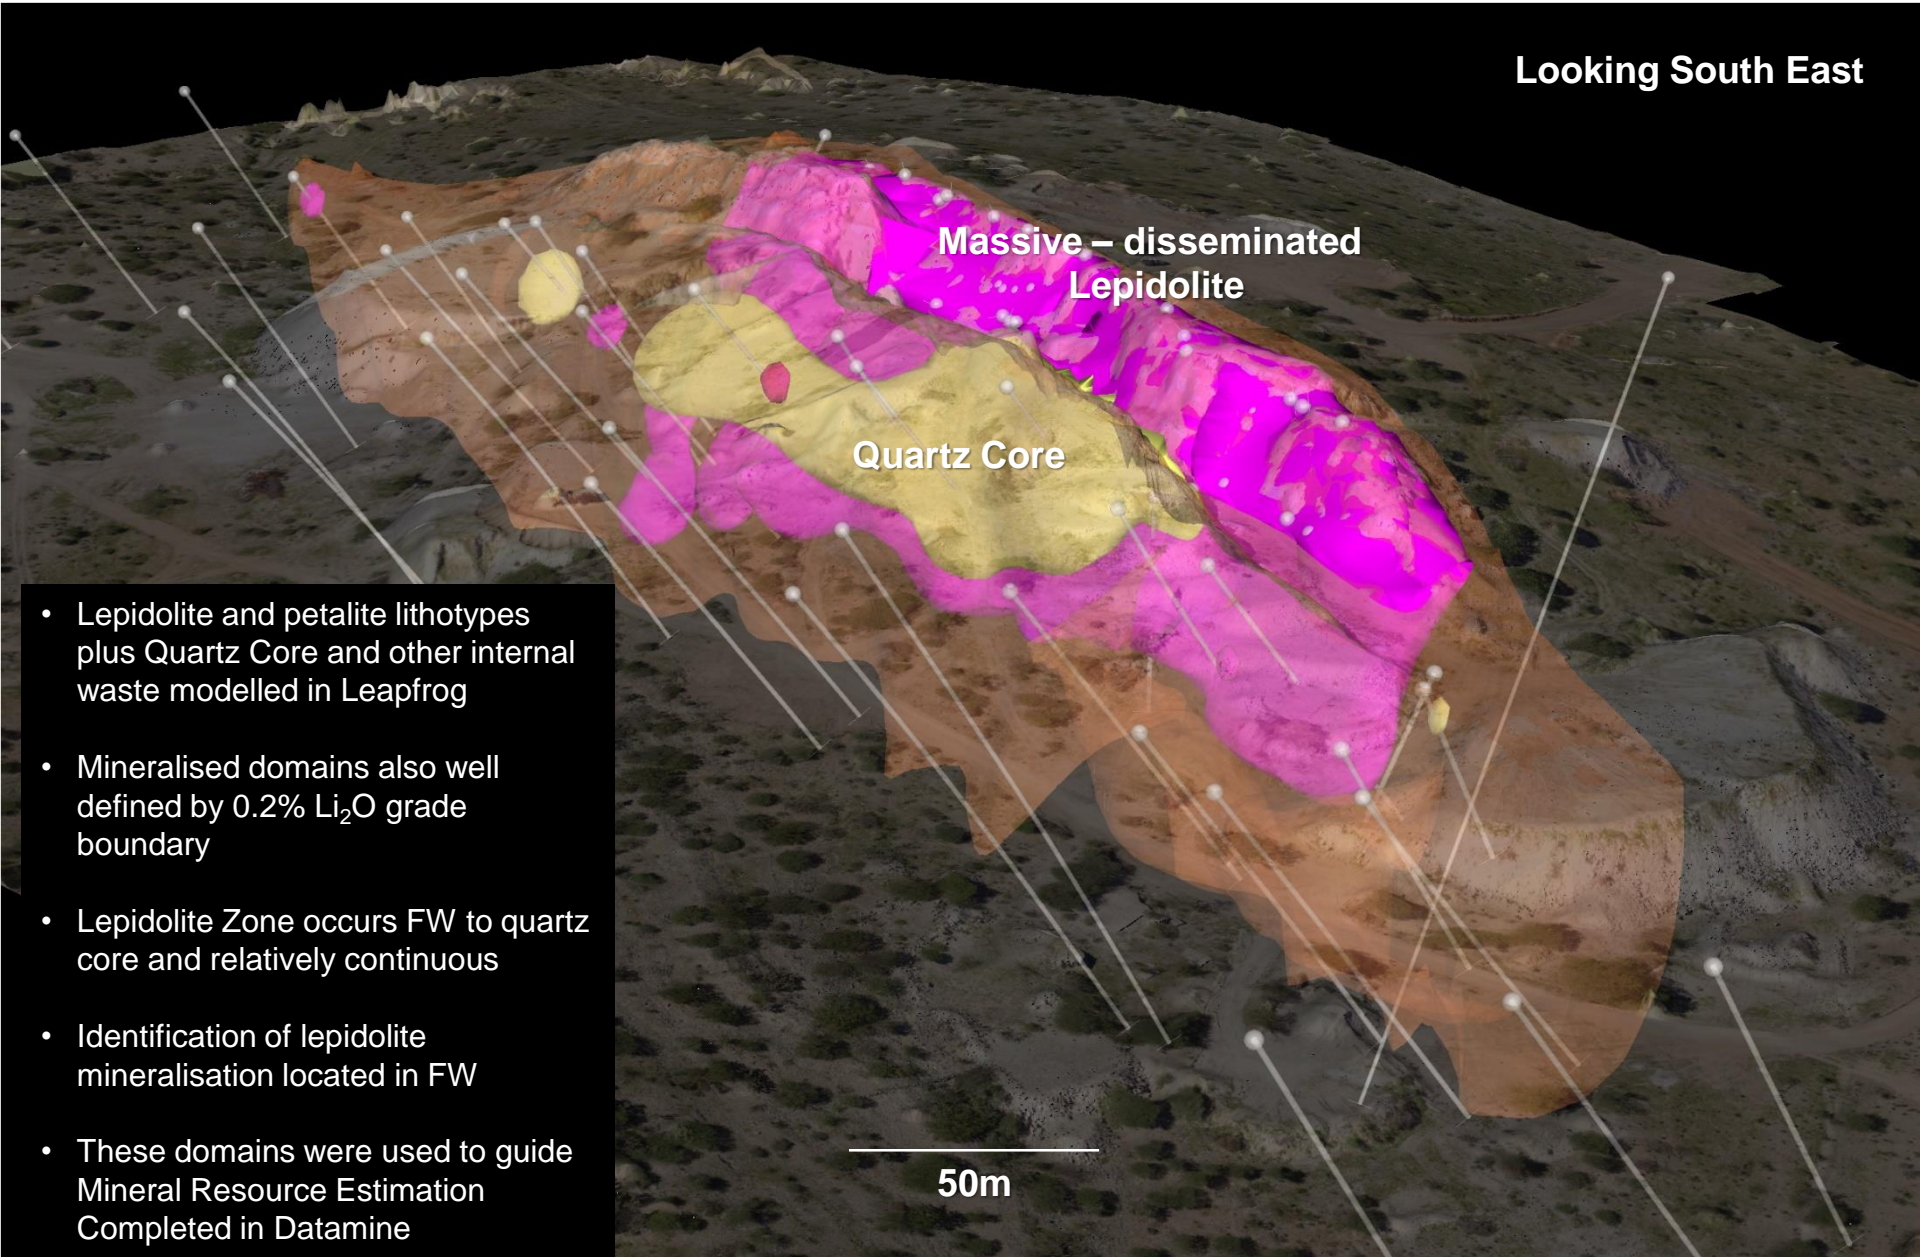 Looking South East
Massive – disseminated
Lepidolite
Quartz Core
• Lepidolite and petalite lithotypes
plus Quartz Core and other internal
waste modelled in Leapfrog
• Mineralised domains also well
defined by 0.2% Li₂O grade
boundary
• Lepidolite Zone occurs FW to quartz
core and relatively continuous
• Identification of lepidolite
mineralisation located in FW
• These domains were used to guide
Mineral Resource Estimation
Completed in Datamine
50m